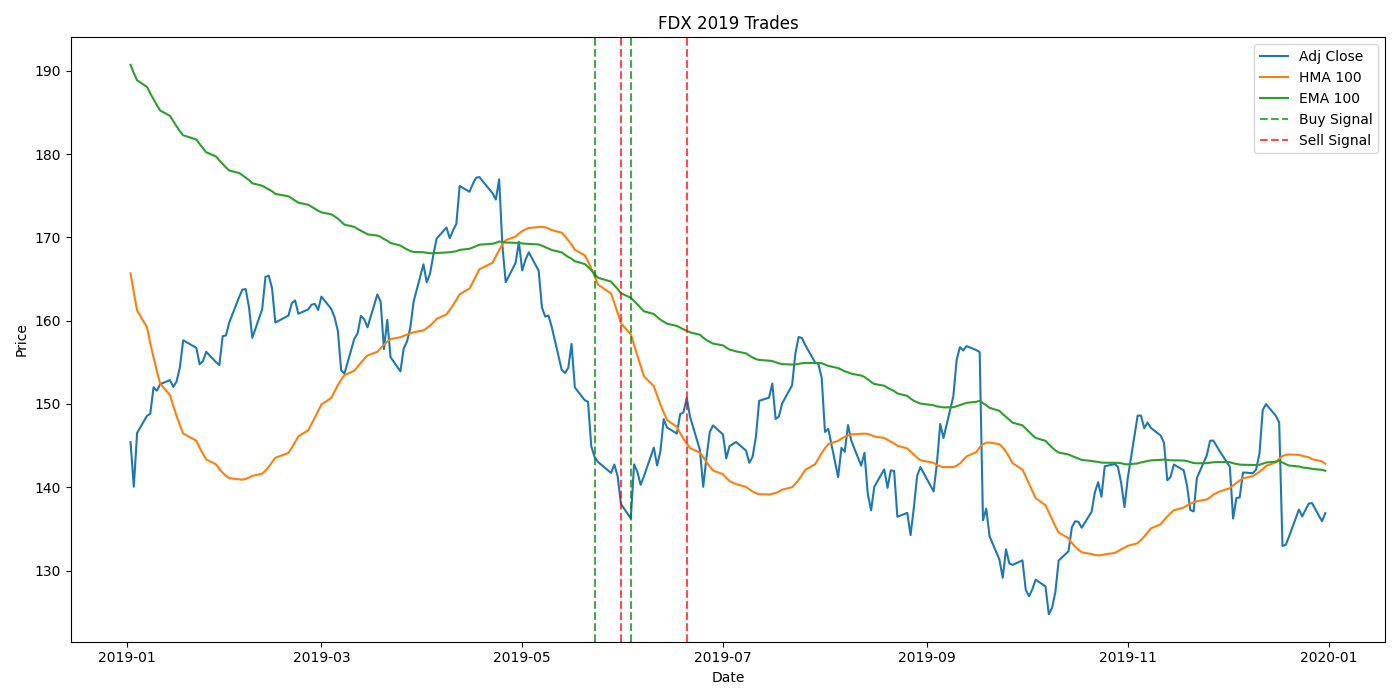 FDX 2019 Trades
Price
190
180
170
160
150
140
130
Adj Close
HMA 100
EMA 100
Buy Signal
Sell Signal
2019-01
2019-03
2019-05
2019-07
2019-09
2019-11
2020-01
Date